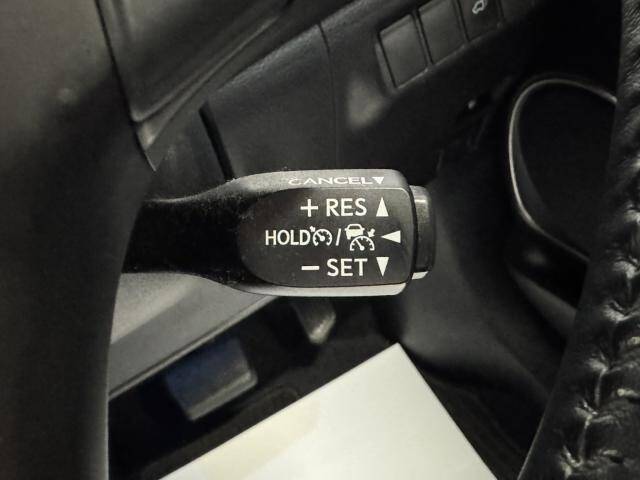 CANCEL▼
+ RES ▲
HOLD / ◄
− SET ▼